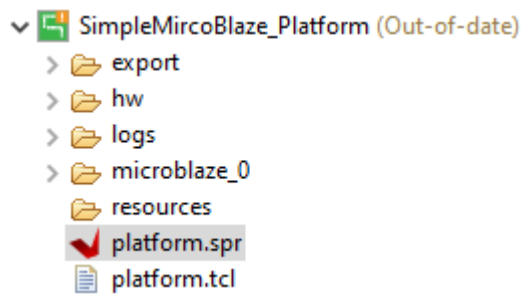 SimpleMircoBlaze_Platform (Out-of-date)
export
hw
logs
microblaze_0
resources
platform.spr
platform.tcl